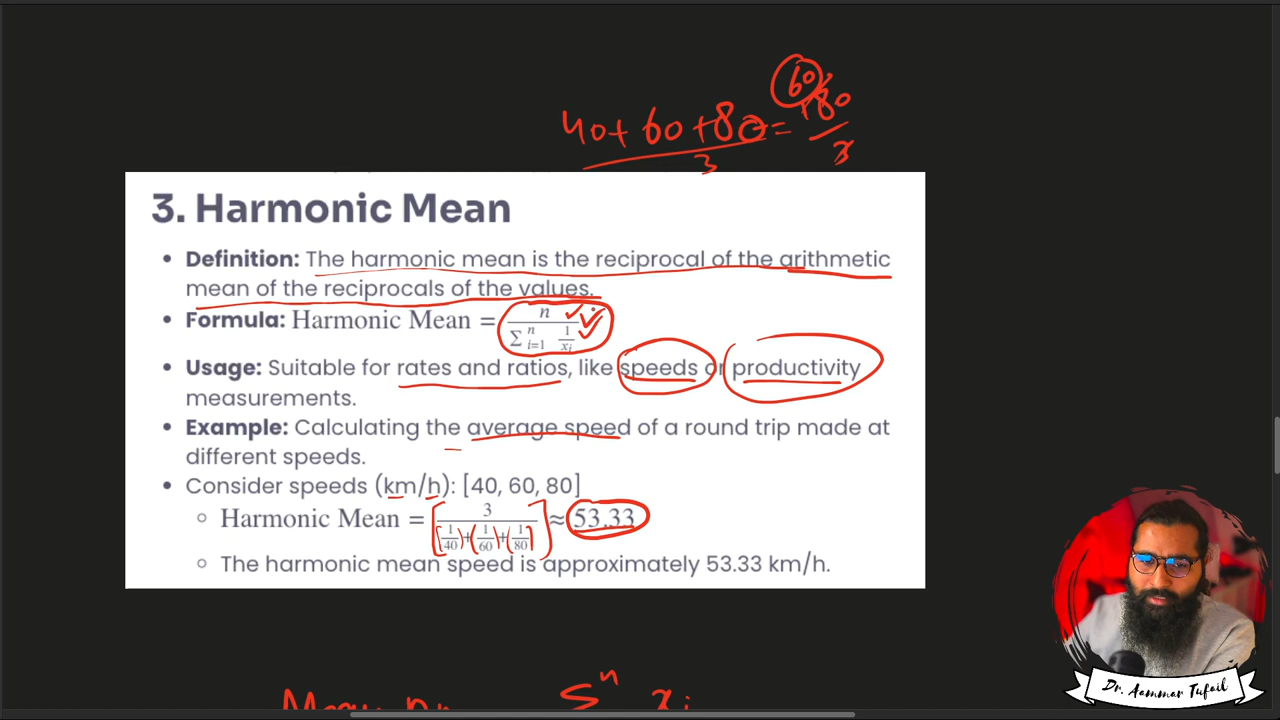 60
40 + 60 + 80 = 180
3
3. Harmonic Mean
• Definition: The harmonic mean is the reciprocal of the arithmetic
mean of the reciprocals of the values.
• Formula: Harmonic Mean = n / ∑ n i=1 1/xi
• Usage: Suitable for rates and ratios, like speeds or productivity
measurements.
• Example: Calculating the average speed of a round trip made at
different speeds.
• Consider speeds (km/h): [40, 60, 80]
○ Harmonic Mean = 3 / (1/40 + 1/60 + 1/80) ≈ 53.33
○ The harmonic mean speed is approximately 53.33 km/h.
Mean ∑ n xi
Dr. Aammar Tufail